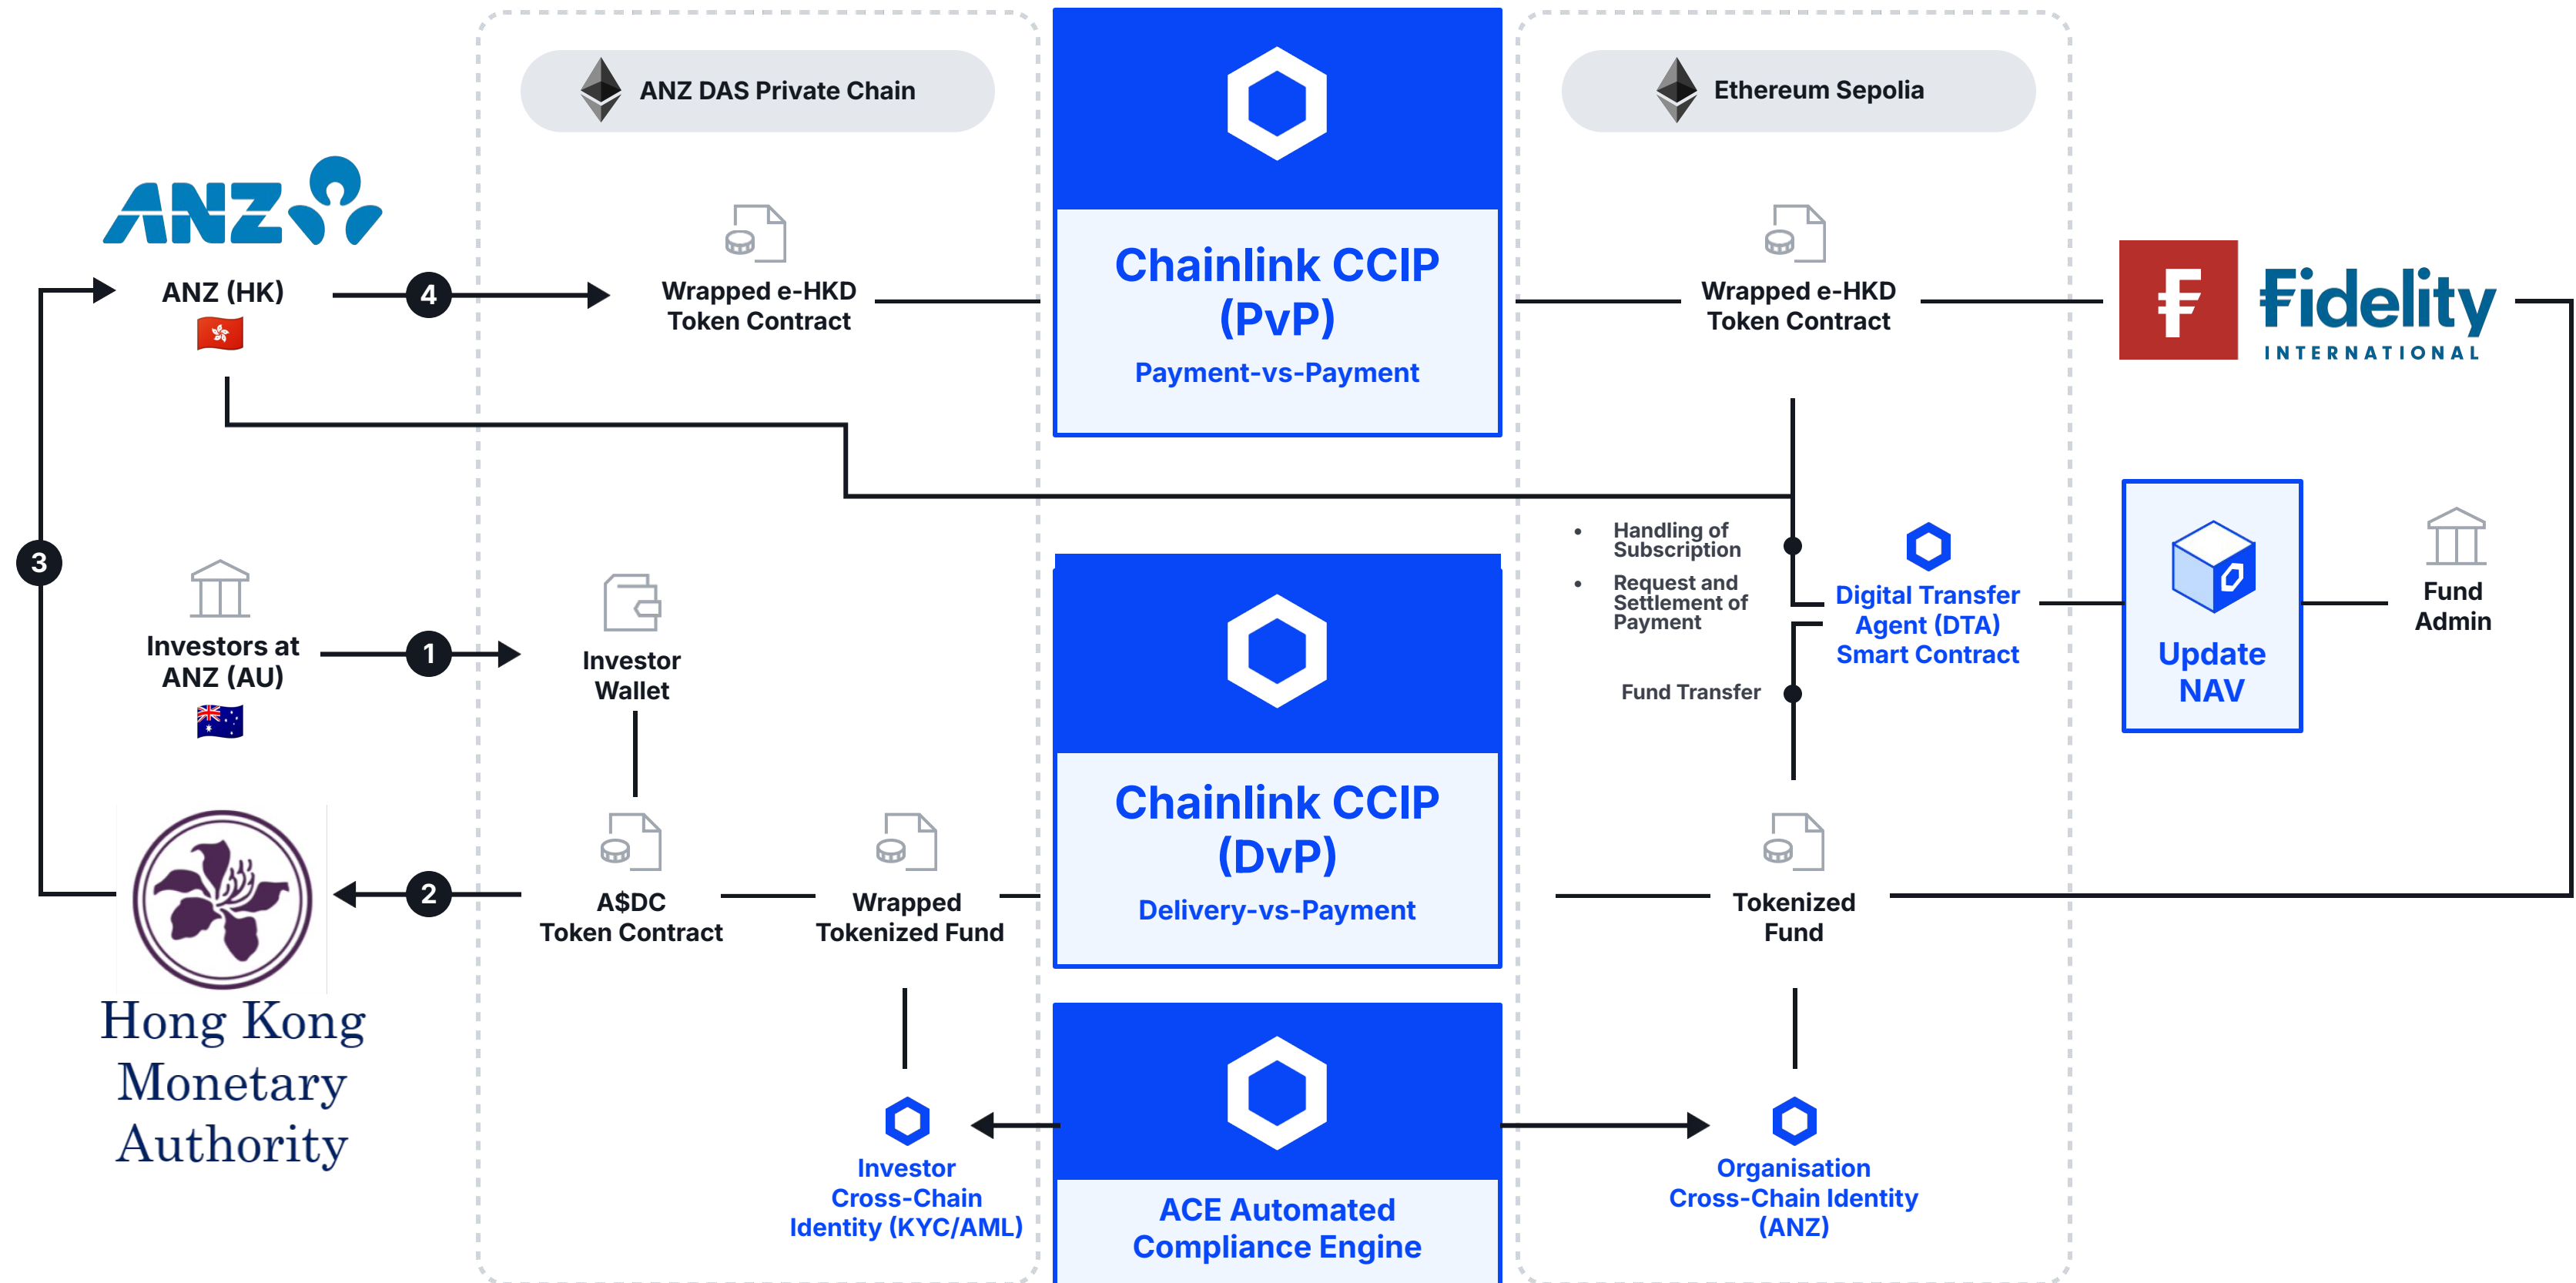 ANZ DAS Private Chain
Ethereum Sepolia
ANZ
ANZ (HK)
4
Wrapped e-HKD
Token Contract
Chainlink CCIP
(PvP)
Payment-vs-Payment
Wrapped e-HKD
Token Contract
F
Fidelity
INTERNATIONAL
3
Investors at
ANZ (AU)
1
Investor
Wallet
• Handling of
Subscription
• Request and
Settlement of
Payment
Fund Transfer
Digital Transfer
Agent (DTA)
Smart Contract
Update
NAV
Fund
Admin
Hong Kong
Monetary
Authority
2
A$DC
Token Contract
Wrapped
Tokenized Fund
Chainlink CCIP
(DvP)
Delivery-vs-Payment
Tokenized
Fund
Investor
Cross-Chain
Identity (KYC/AML)
ACE Automated
Compliance Engine
Organisation
Cross-Chain Identity
(ANZ)